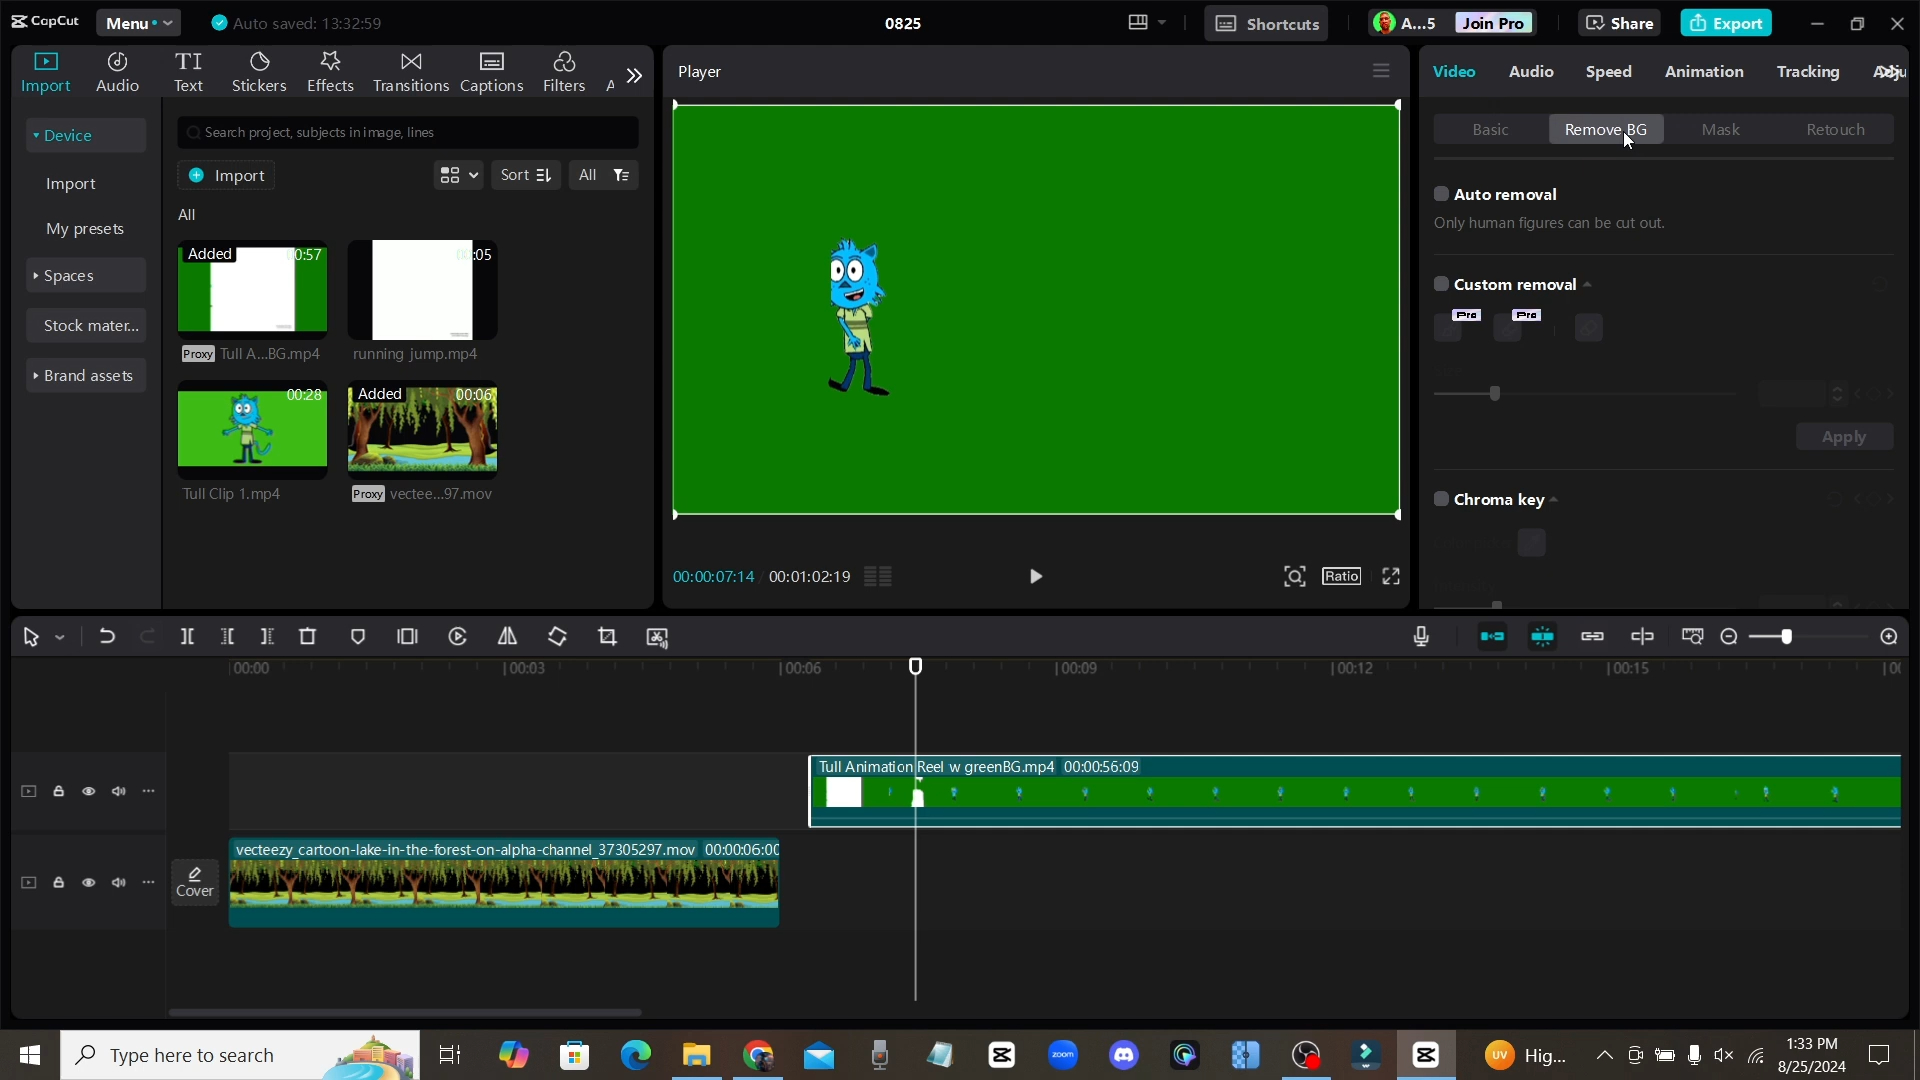 CapCut Menu Auto saved: 13:32:59 0825 Shortcuts A...5 Join Pro Share Export
Import Audio Text Stickers Effects Transitions Captions Filters A
Player
Video Audio Speed Animation Tracking Adju
Device
Import
My presets
Spaces
Stock mater...
Brand assets
Search project, subjects in image, lines
Import Sort All
All
Added 00:57
Proxy Tull A...BG.mp4
:05
running jump.mp4
00:28
Tull Clip 1.mp4
Added 00:06
Proxy vectee...97.mov
00:00:07:14 / 00:01:02:19
Ratio
Basic Remove BG Mask Retouch
Auto removal
Only human figures can be cut out.
Custom removal
Pro Pro
Apply
Chroma key
00:00 00:03 00:06 00:09 00:12 00:15
Tull Animation Reel w greenBG.mp4 00:00:56:09
Cover
vecteezy_cartoon-lake-in-the-forest-on-alpha-channel_37305297.mov 00:00:06:00
Type here to search
zoom
UV Hig...
1:33 PM
8/25/2024